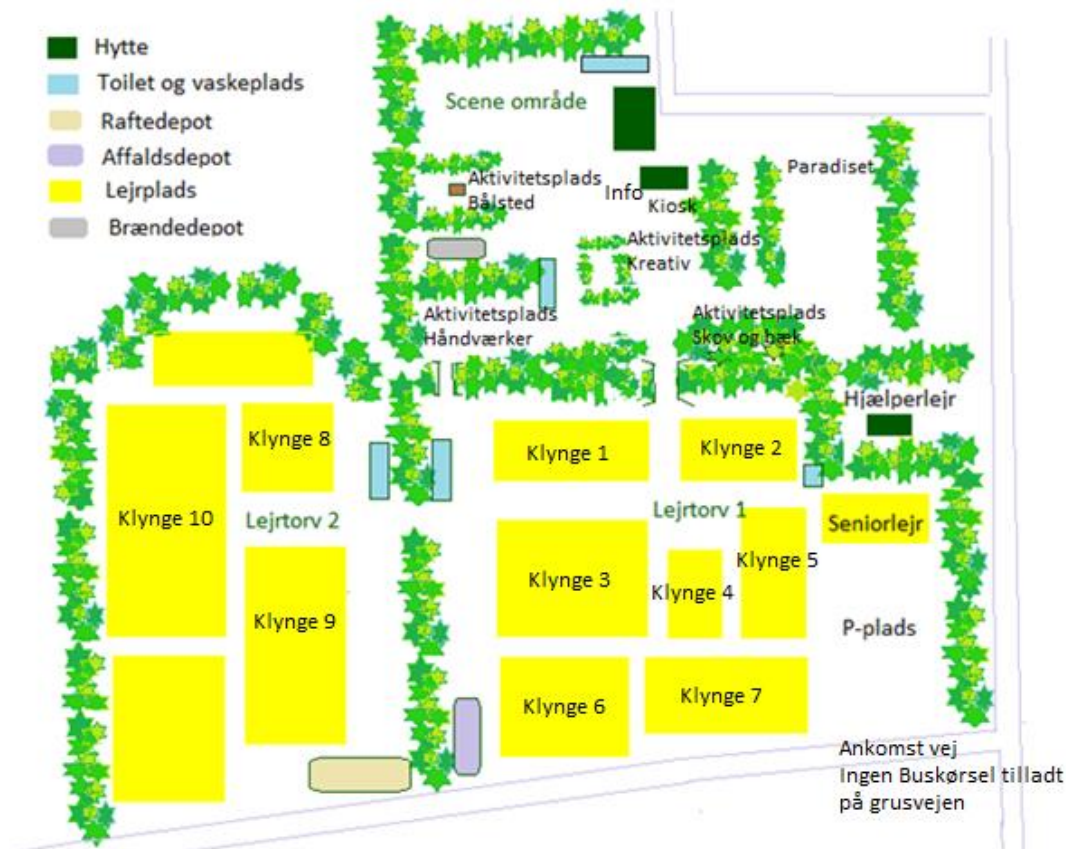 Hytte
Toilet og vaskeplads
Raftedepot
Affaldsdepot
Lejrplads
Brændedepot
Scene område
Aktivitetsplads
Bålsted
Info
Kiosk
Paradiset
Aktivitetsplads
Kreativ
Aktivitetsplads
Håndværker
Aktivitetsplads
Skov og bæk
Hjælperlejr
Klynge 8
Klynge 1
Klynge 2
Klynge 10
Lejrtorv 2
Lejrtorv 1
Seniorlejr
Klynge 3
Klynge 4
Klynge 5
Klynge 9
P-plads
Klynge 6
Klynge 7
Ankomst vej
Ingen Buskørsel tilladt
på grusvejen